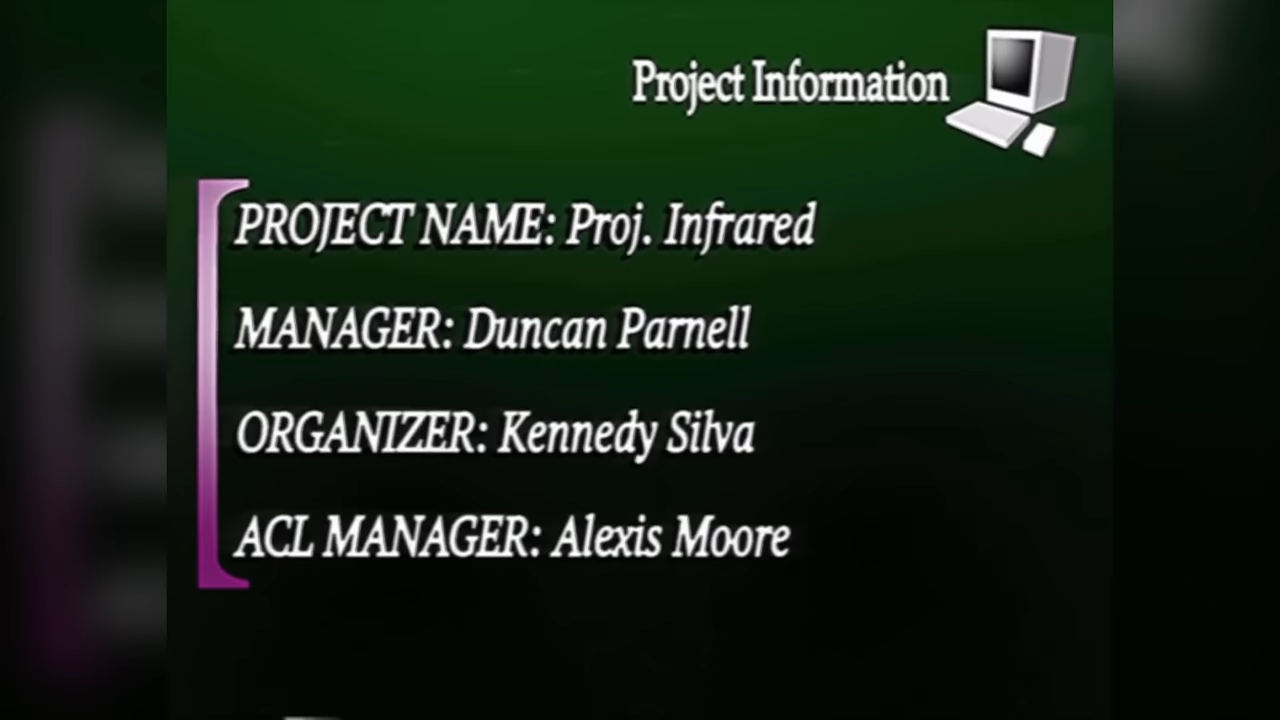 Project Information
PROJECT NAME: Proj. Infrared
MANAGER: Duncan Parnell
ORGANIZER: Kennedy Silva
ACL MANAGER: Alexis Moore